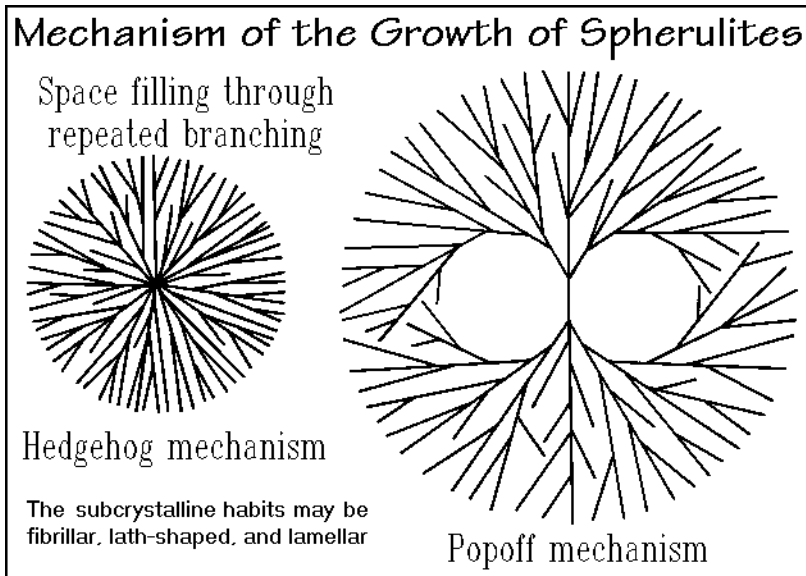 Mechanism of the Growth of Spherulites
Space filling through
repeated branching
Hedgehog mechanism
The subcrystalline habits may be
fibrillar, lath-shaped, and lamellar
Popoff mechanism